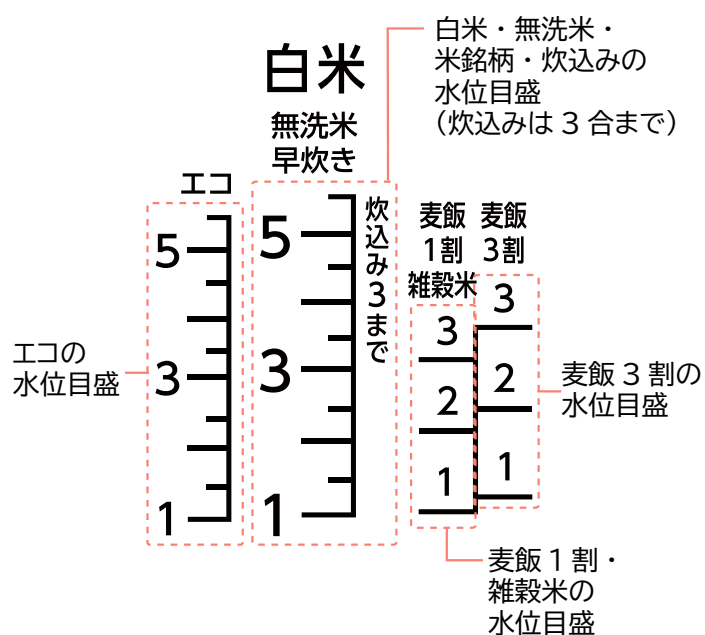 白米・無洗米・
米銘柄・炊込みの
水位目盛
（炊込みは3合まで）
白米
無洗米
早炊き
エコ
5
3
1
5
3
1
炊込み3まで
麦飯
1割
雑穀米
3
2
1
麦飯
3割
3
2
1
エコの
水位目盛
麦飯3割の
水位目盛
麦飯1割・
雑穀米の
水位目盛